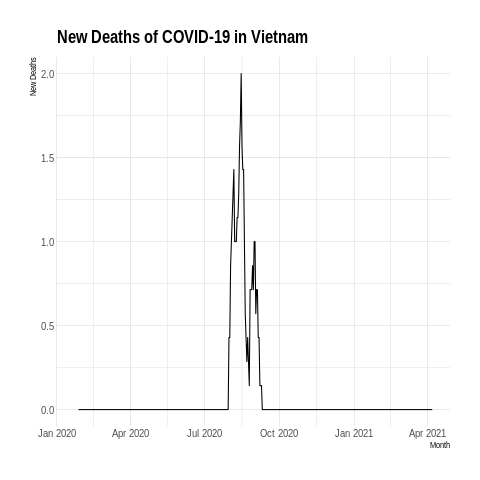 New Deaths of COVID-19 in Vietnam
New Deaths
2.0
1.5
1.0
0.5
0.0
Jan 2020 Apr 2020 Jul 2020 Oct 2020 Jan 2021 Apr 2021
Month